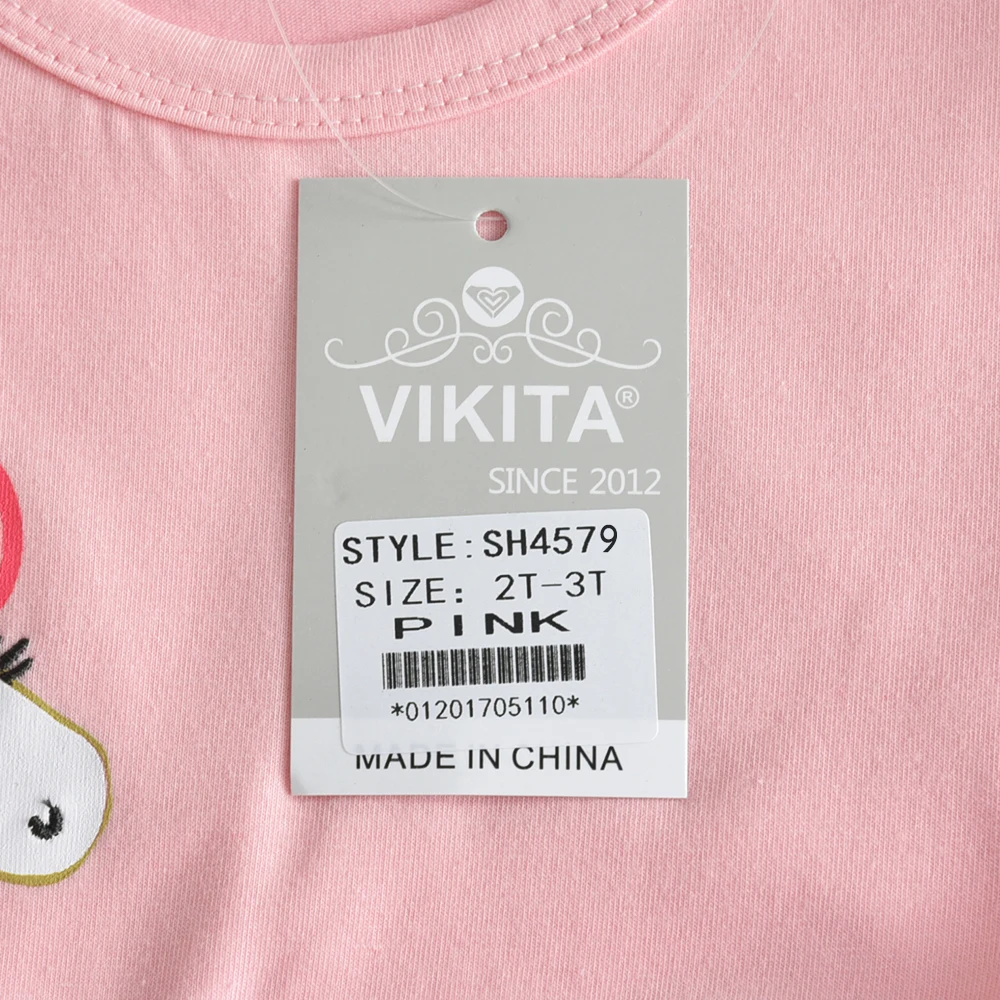 VIKITA®
SINCE 2012
STYLE: SH4579
SIZE: 2T-3T
PINK
*01201705110*
MADE IN CHINA